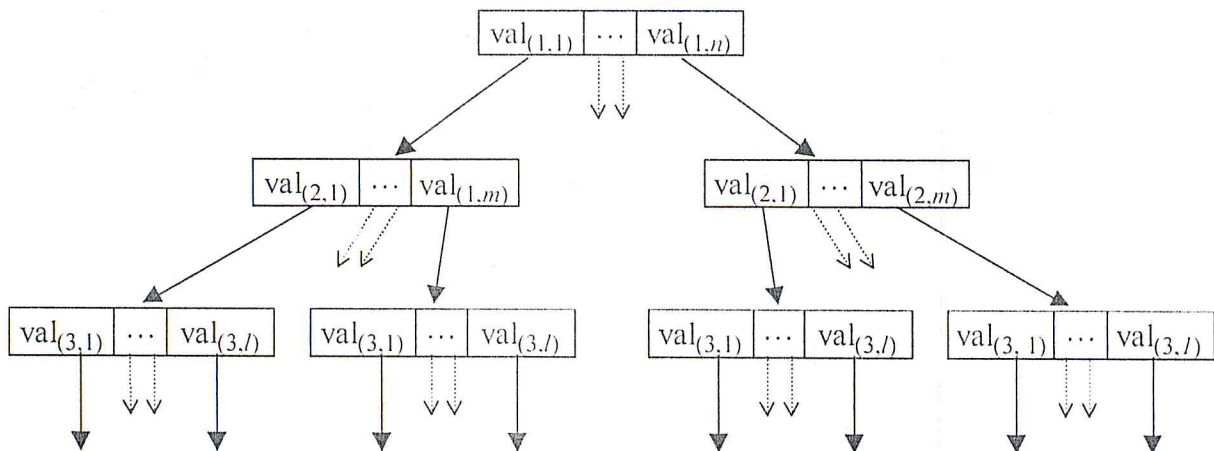 val(1,1) ... val(1,n)
val(2,1) ... val(1,m) val(2,1) ... val(2,m)
val(3,1) ... val(3,l) val(3,1) ... val(3,l) val(3,1) ... val(3,l) val(3, 1) ... val(3,l)